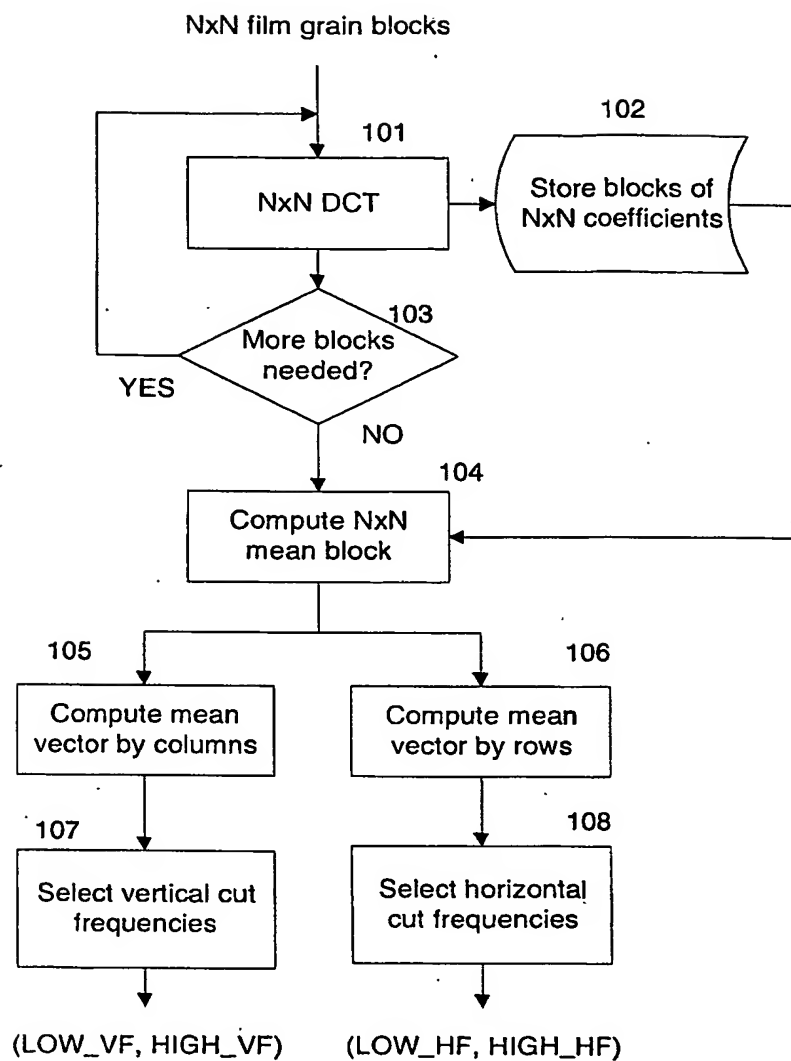 NxN film grain blocks
101
102
NxN DCT
Store blocks of
NxN coefficients
103
More blocks
needed?
YES
NO
104
Compute NxN
mean block
105
106
Compute mean
vector by columns
Compute mean
vector by rows
107
108
Select vertical cut
frequencies
Select horizontal
cut frequencies
(LOW_VF, HIGH_VF)
(LOW_HF, HIGH_HF)